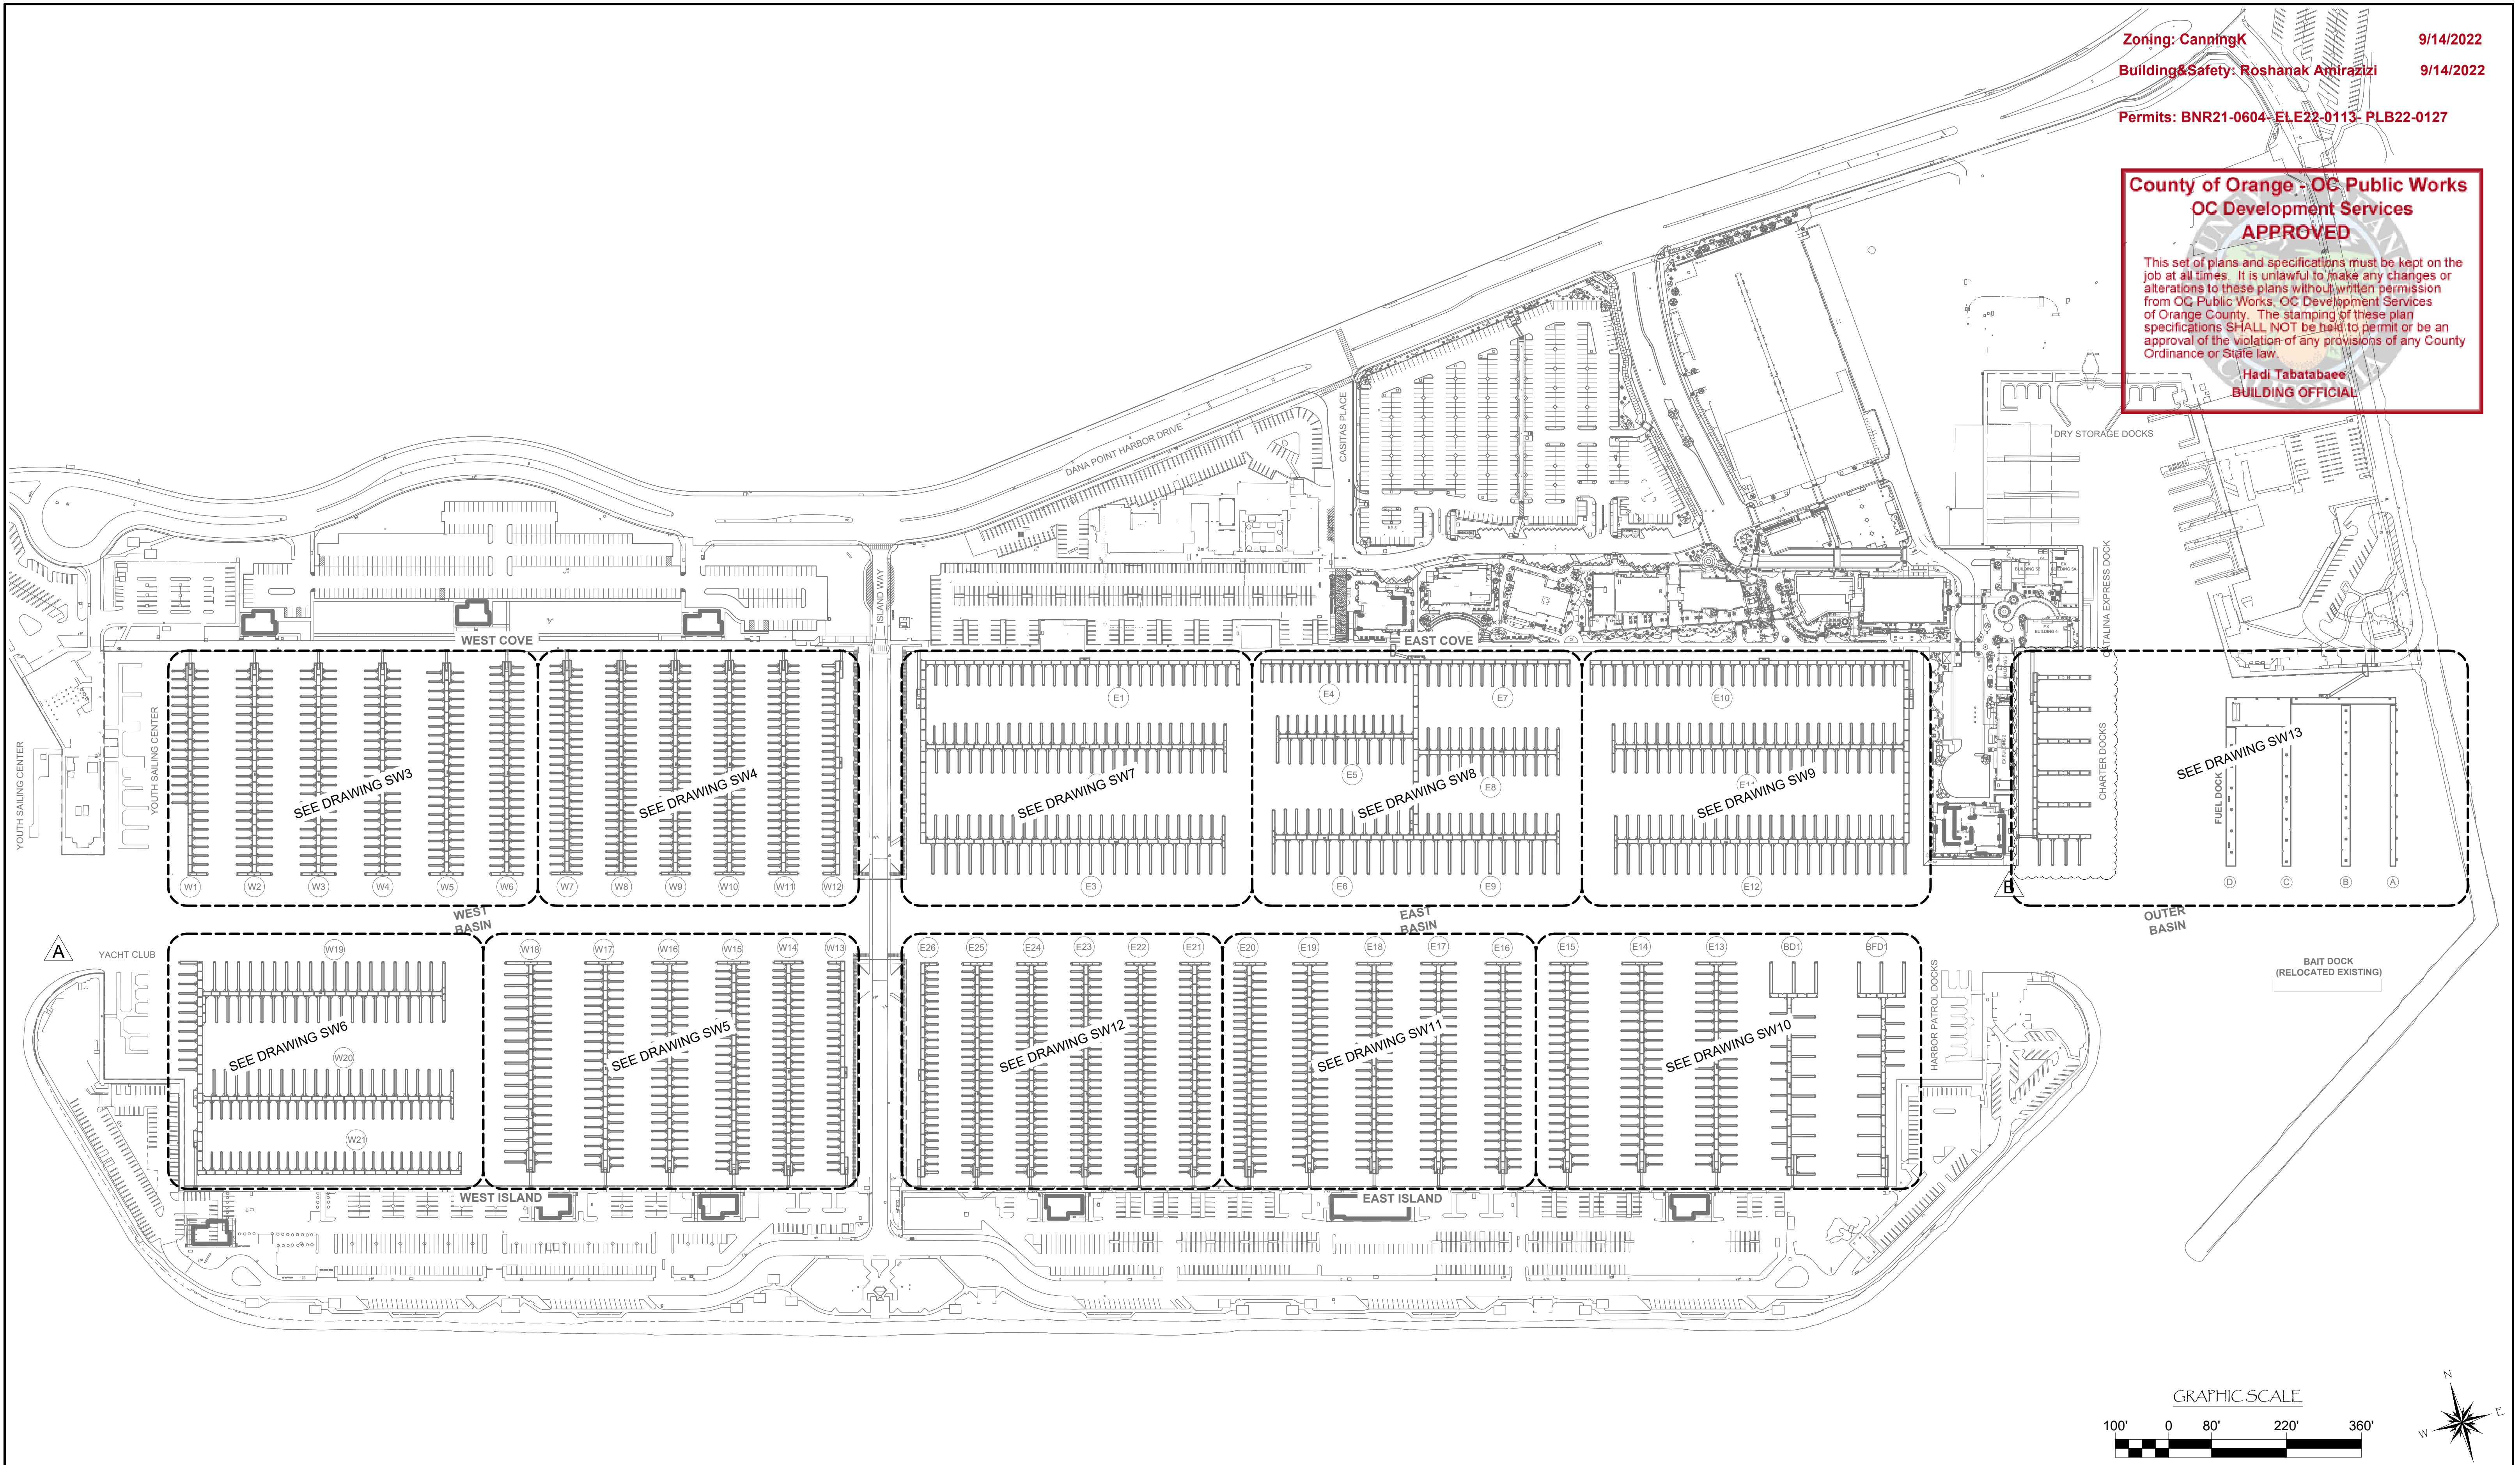 Zoning: CanningK 9/14/2022
Building&Safety: Roshanak Amirazizi 9/14/2022
Permits: BNR21-0604- ELE22-0113- PLB22-0127
County of Orange - OC Public Works
OC Development Services
APPROVED
This set of plans and specifications must be kept on the
job at all times. It is unlawful to make any changes or
alterations to these plans without written permission
from OC Public Works, OC Development Services
of Orange County. The stamping of these plan
specifications SHALL NOT be held to permit or be an
approval of the violation of any provisions of any County
Ordinance or State law.
Hadi Tabatabaee
BUILDING OFFICIAL
DANA POINT HARBOR DRIVE
CASITAS PLACE
ISLAND WAY
DRY STORAGE DOCKS
CATALINA EXPRESS DOCK
EX BUILDING 4
WEST COVE
EAST COVE
YOUTH SAILING CENTER
YOUTH SAILING CENTER
SEE DRAWING SW3
SEE DRAWING SW4
SEE DRAWING SW7
SEE DRAWING SW8
SEE DRAWING SW9
SEE DRAWING SW13
E1
E4
E7
E10
E5
E8
CHARTER DOCKS
FUEL DOCK
W1
W2
W3
W4
W5
W6
W7
W8
W9
W10
W11
W12
E3
E6
E9
E12
D
C
B
A
B
WEST
BASIN
EAST
BASIN
OUTER
BASIN
A
YACHT CLUB
W19
W18
W17
W16
W15
W14
W13
E26
E25
E24
E23
E22
E21
E20
E19
E18
E17
E16
E15
E14
E13
BD1
BFD1
HARBOR PATROL DOCKS
BAIT DOCK
(RELOCATED EXISTING)
SEE DRAWING SW6
SEE DRAWING SW5
SEE DRAWING SW12
SEE DRAWING SW11
SEE DRAWING SW10
W20
W21
WEST ISLAND
EAST ISLAND
GRAPHIC SCALE
100' 0 80' 220' 360'
N
E
W